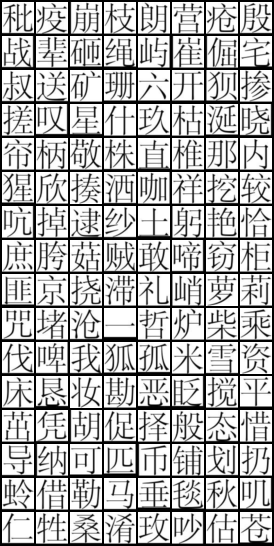 秕疫崩枝朗营疮殷
战辈砸绳屿崔倔宅
叔送矿珊六开狈掺
搓叹星什玖枯涎晓
帘柄敬株直椎那内
猩欣揍洒咖祥挖较
吭掉逮纱土躬艳恰
庶胯菇贼敢啼窃柜
匪京挠滞礼峭萝莉
咒堵沧一哲炉柴乘
伐啤我狐孤米雪资
床恳妆勘恶眨搅平
茁凭胡促择般态惜
导纳可匹币铺划扔
蛉借勒马垂毯秋叽
仁牲桑淆玫吵估苍